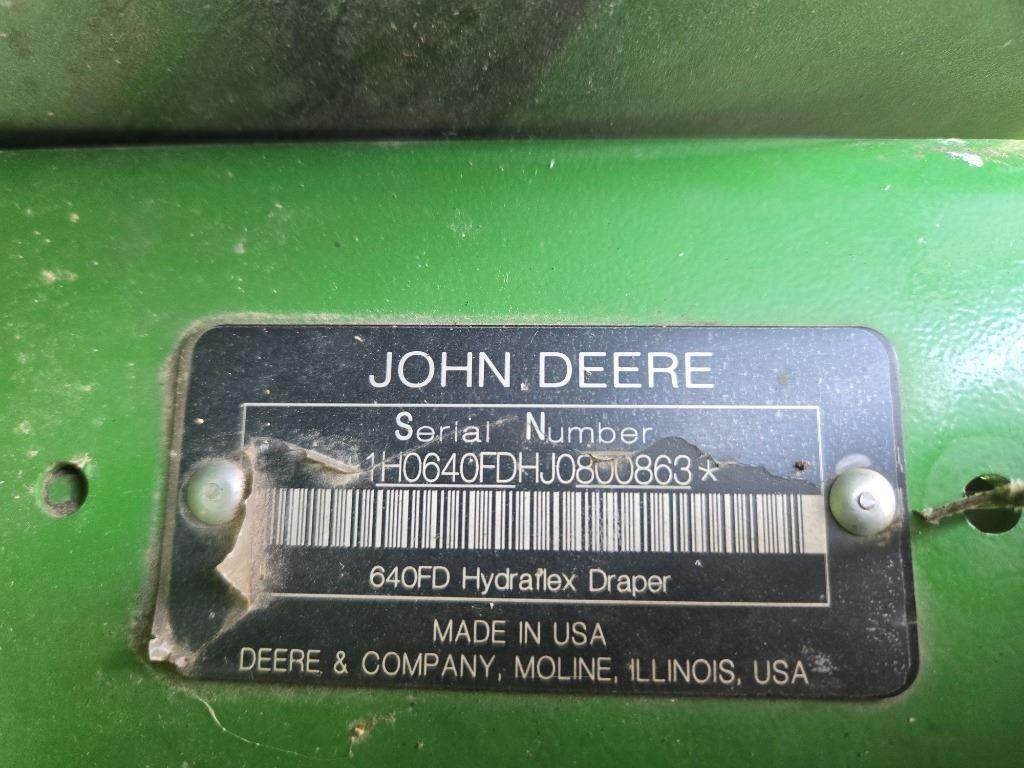 JOHN DEERE
Serial Number
1H0640FDHJ0800863*
640FD Hydraflex Draper
MADE IN USA
DEERE & COMPANY, MOLINE, ILLINOIS, USA